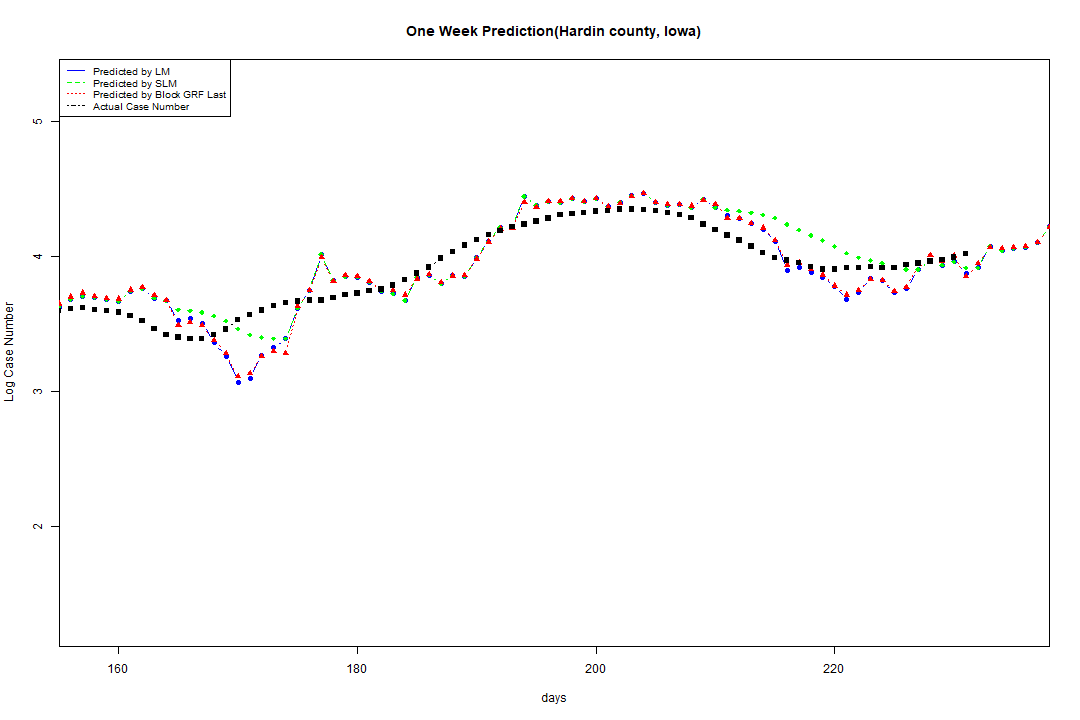 One Week Prediction(Hardin county, Iowa)
Predicted by LM
Predicted by SLM
Predicted by Block GRF Last
Actual Case Number
5
4
3
2
Log Case Number
160
180
200
220
days